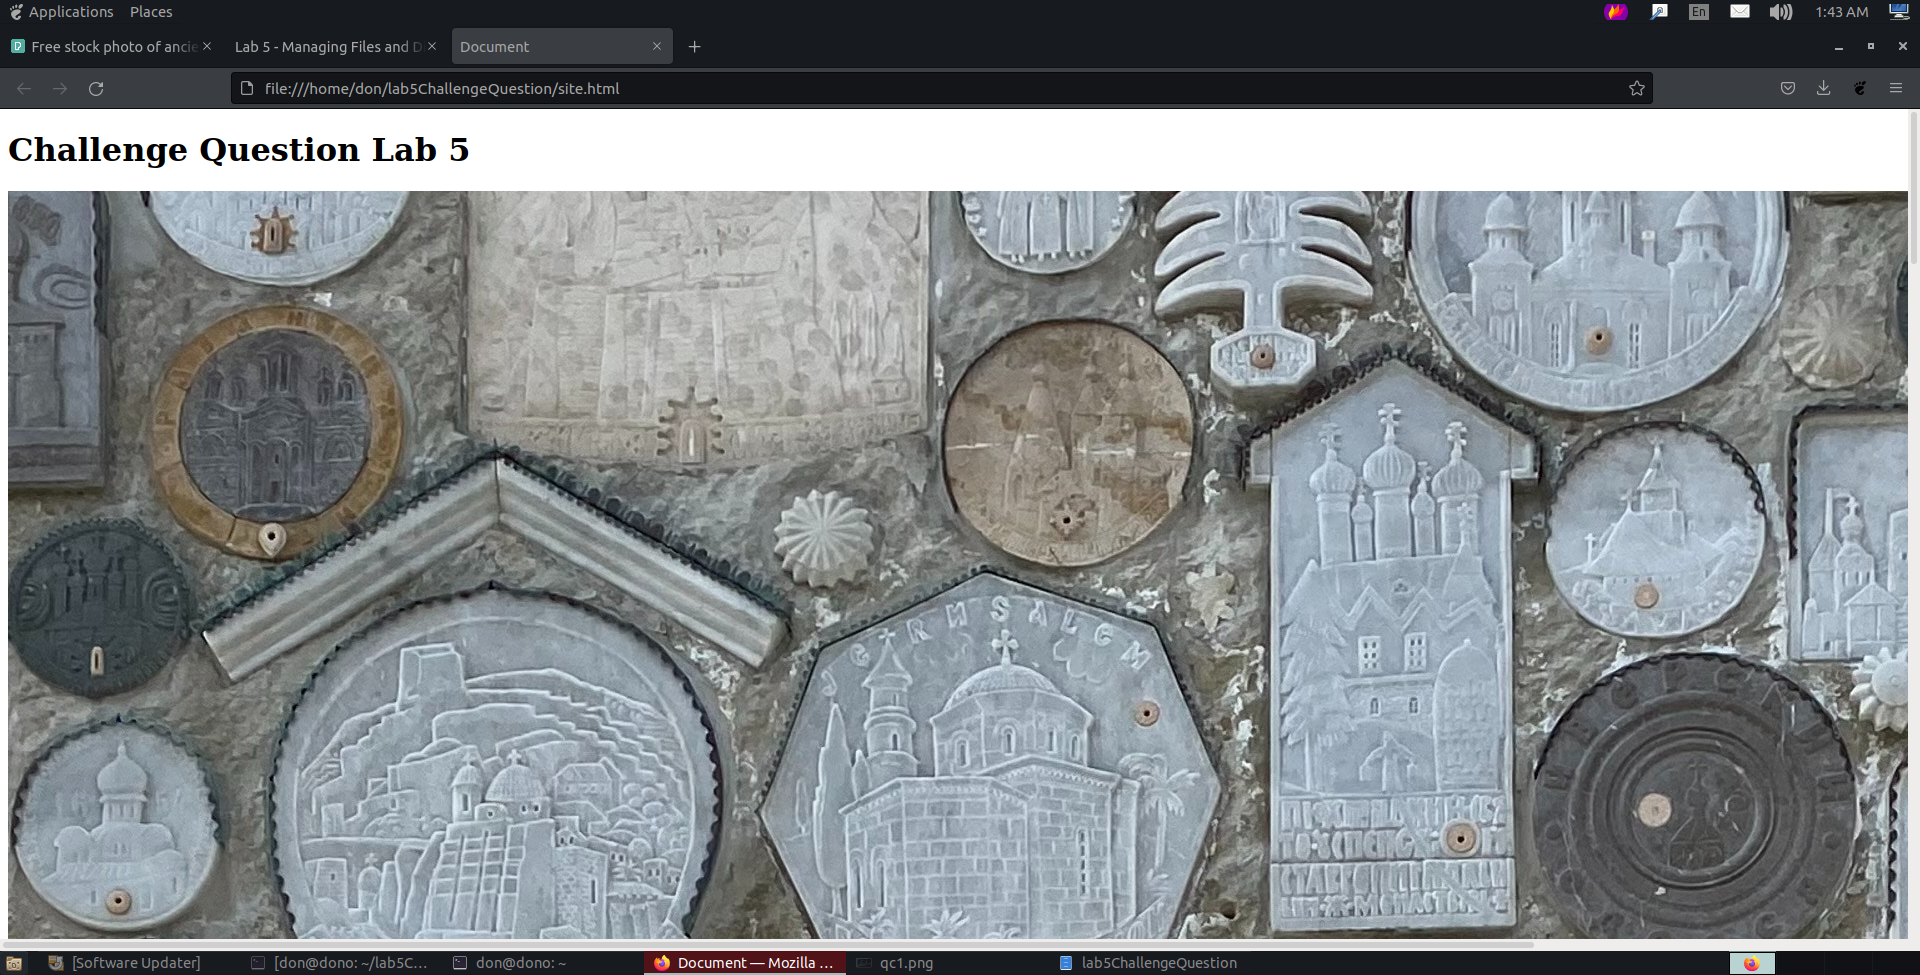 Applications Places En 1:43 AM
Free stock photo of ancie Lab 5 - Managing Files and D Document
file:///home/don/lab5ChallengeQuestion/site.html
Challenge Question Lab 5
[Software Updater] [don@dono: ~/lab5C... don@dono: ~ Document — Mozilla ... qc1.png lab5ChallengeQuestion